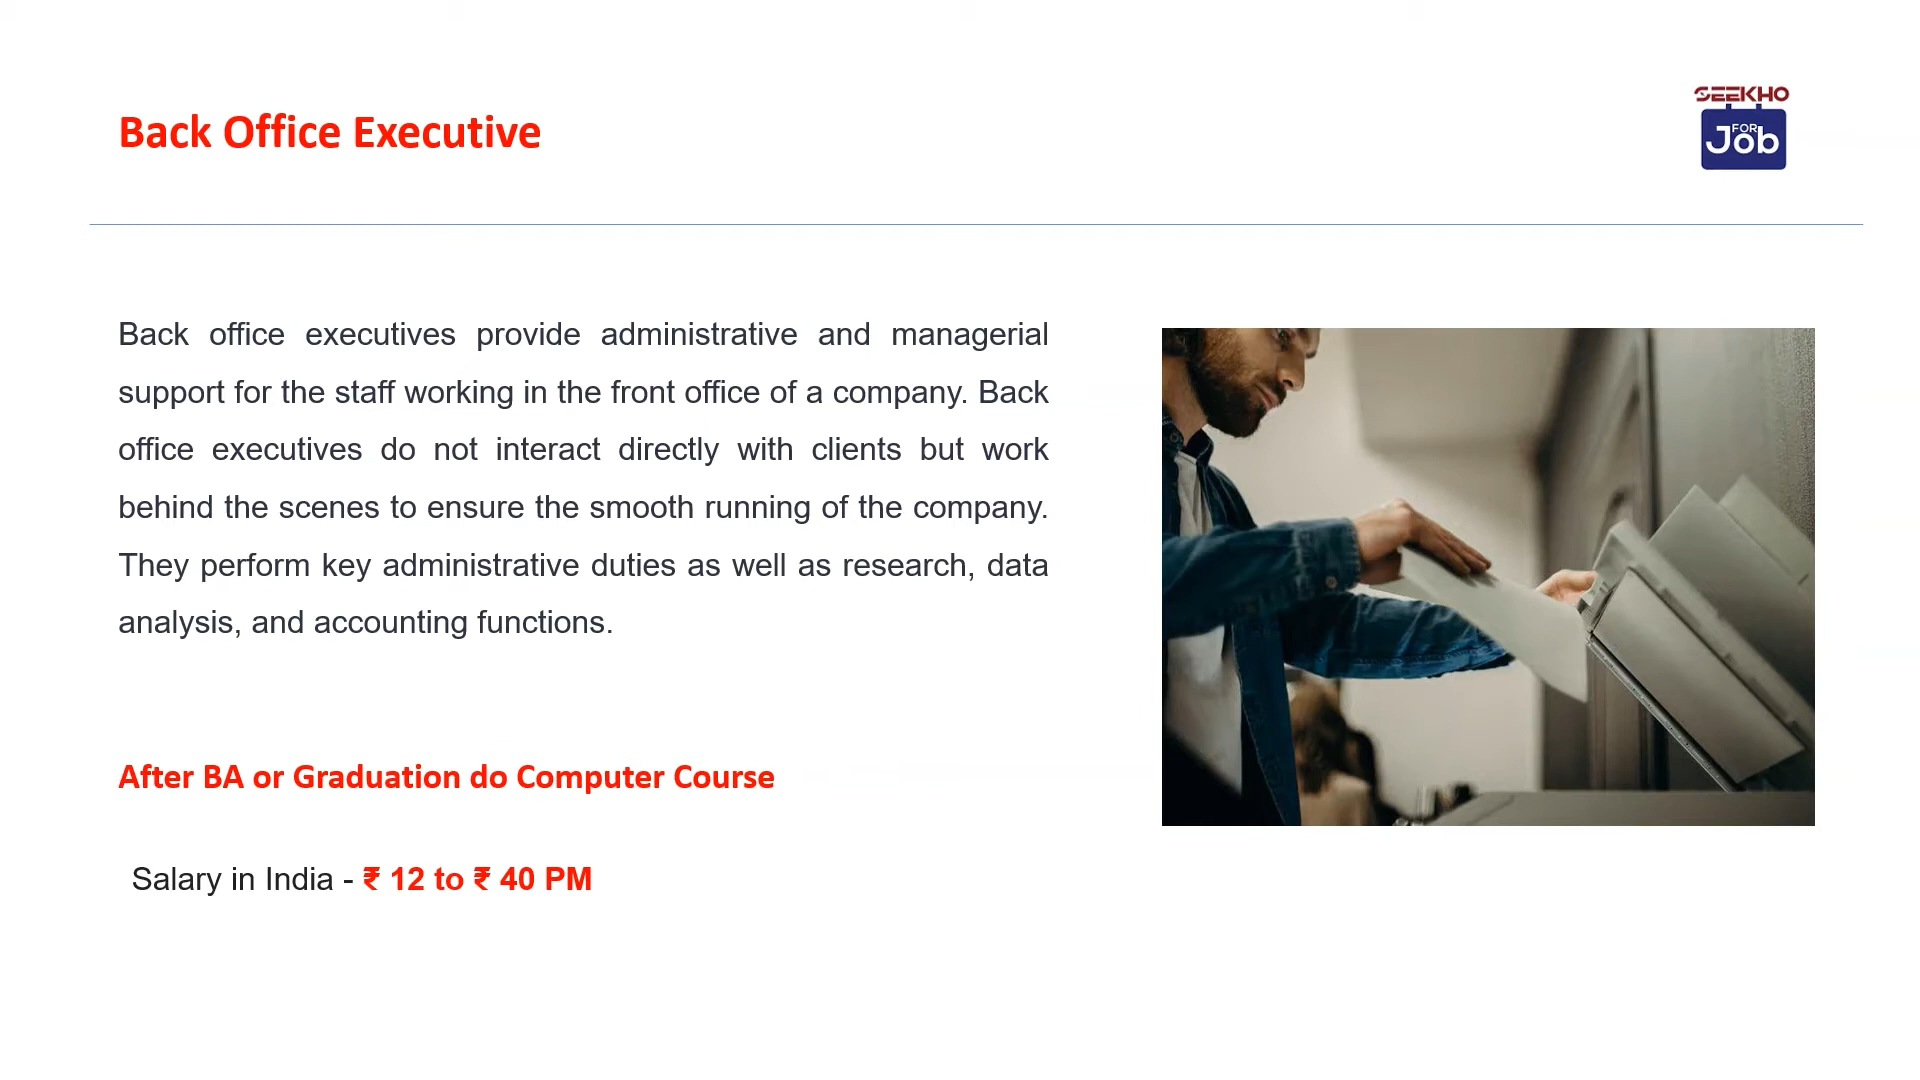 SEEKHO
FOR
Job
Back Office Executive
Back office executives provide administrative and managerial
support for the staff working in the front office of a company. Back
office executives do not interact directly with clients but work
behind the scenes to ensure the smooth running of the company.
They perform key administrative duties as well as research, data
analysis, and accounting functions.
After BA or Graduation do Computer Course
Salary in India - ₹ 12 to ₹ 40 PM